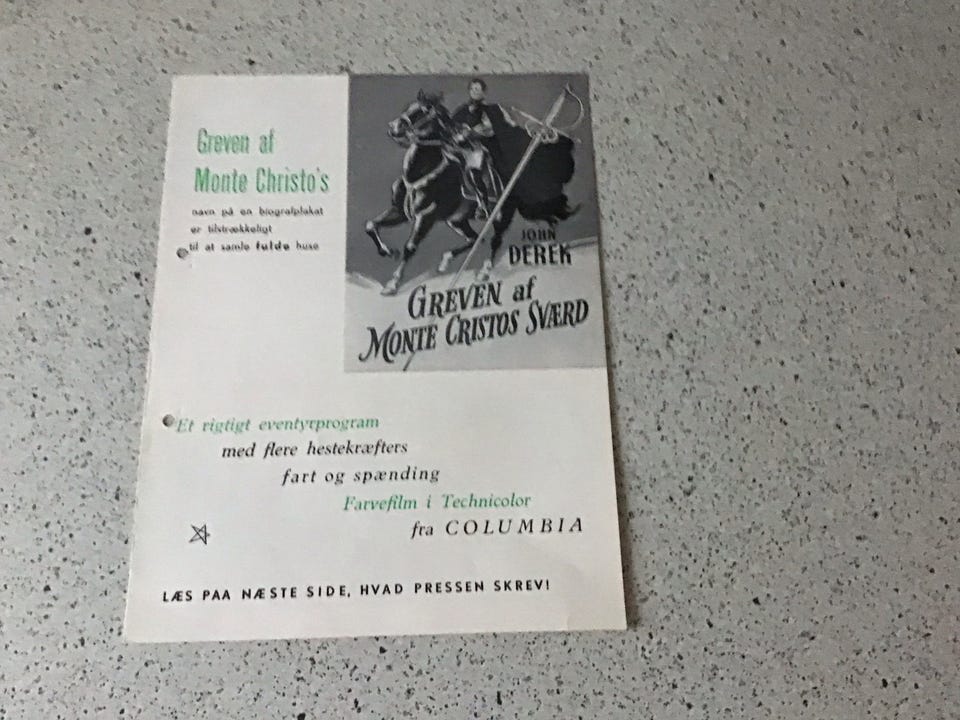 Greven af
Monte Christo's
navn på en biografplakat
er tilstrækkeligt
til at samle fulde huse
JOHN
DEREK
GREVEN af
MONTE CRISTOS SVÆRD
Et rigtigt eventyrprogram
med flere hestekræfters
fart og spænding
Farvefilm i Technicolor
fra COLUMBIA
LÆS PAA NÆSTE SIDE, HVAD PRESSEN SKREV!